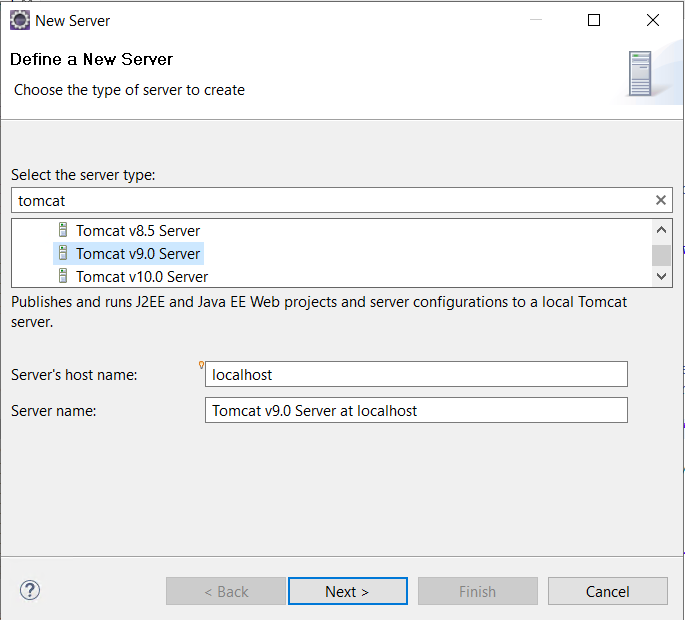 New Server
Define a New Server
Choose the type of server to create
Select the server type:
tomcat
Tomcat v8.5 Server
Tomcat v9.0 Server
Tomcat v10.0 Server
Publishes and runs J2EE and Java EE Web projects and server configurations to a local Tomcat
server.
Server's host name: localhost
Server name: Tomcat v9.0 Server at localhost
< Back Next > Finish Cancel